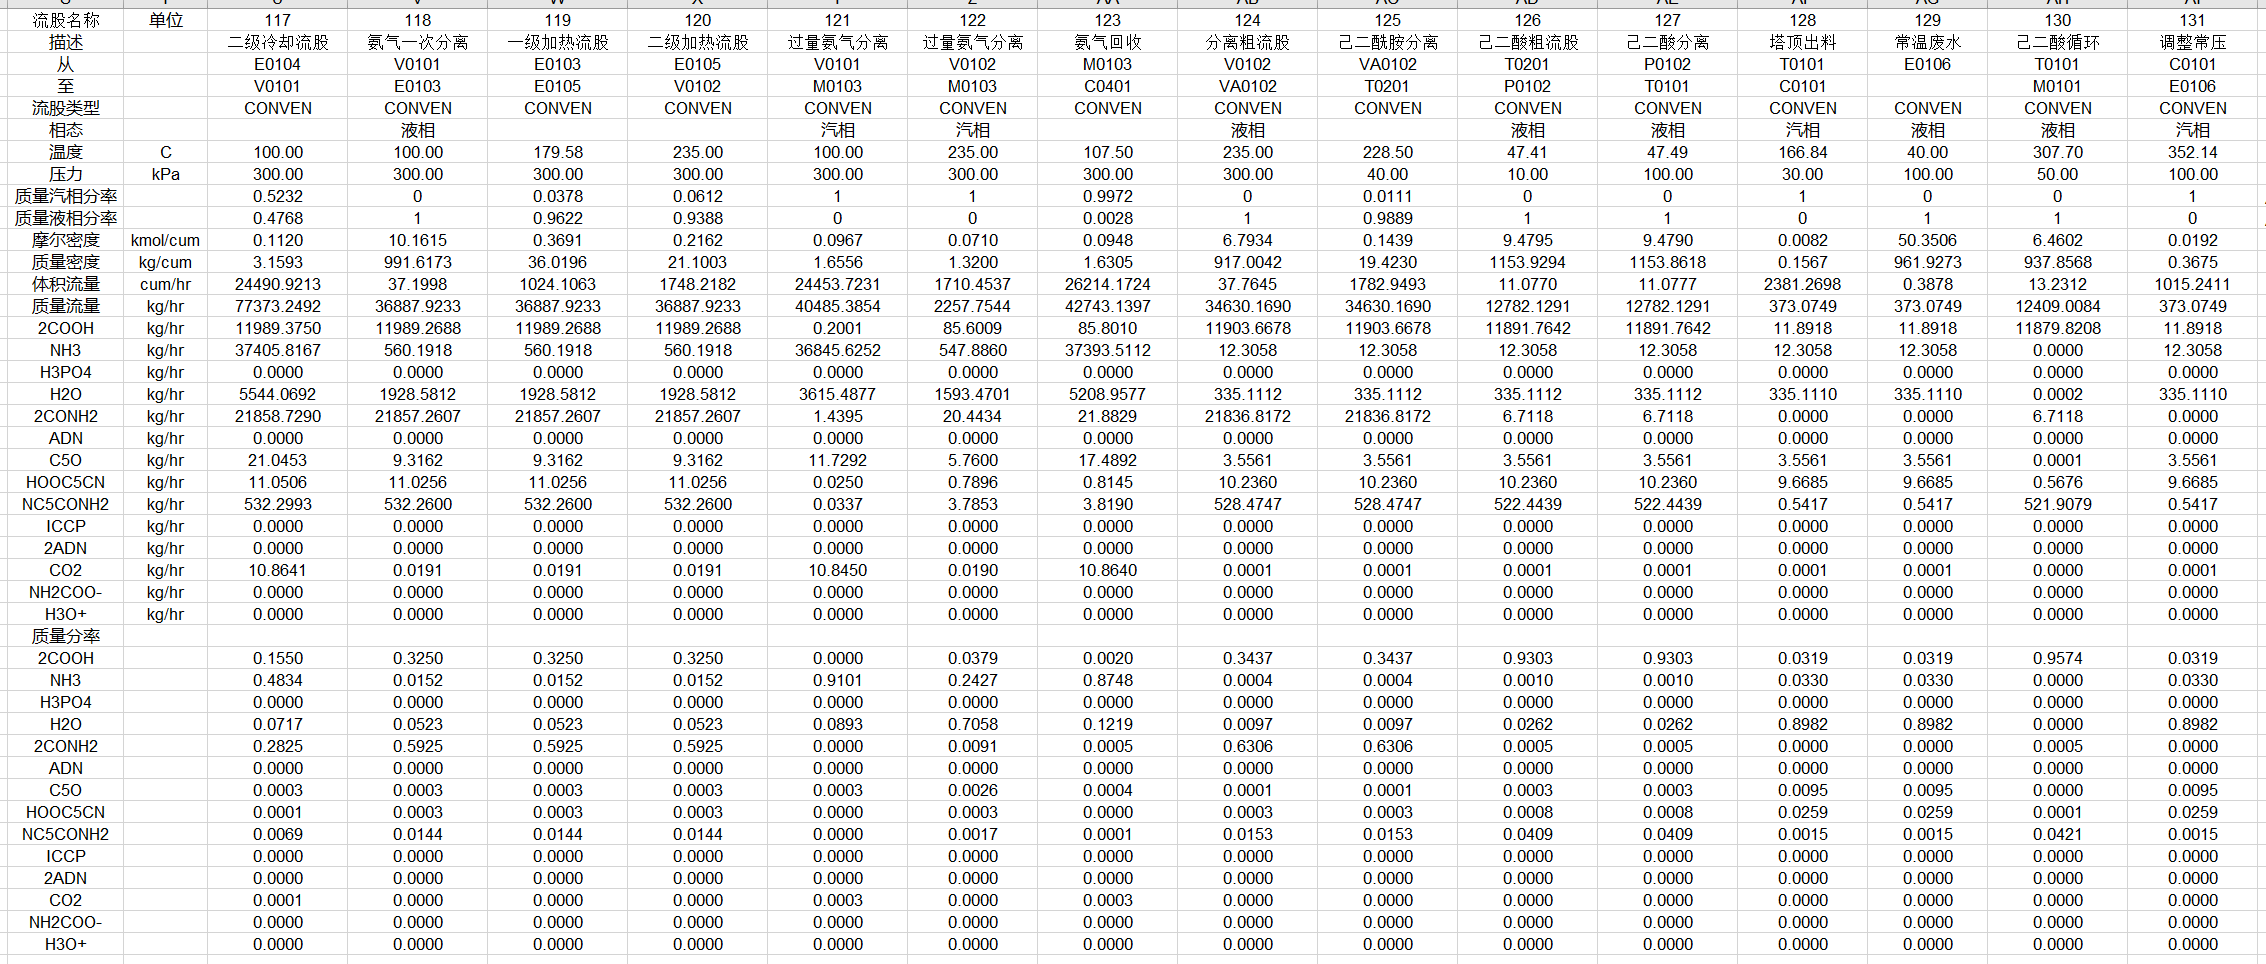 流股名称 单位 117 118 119 120 121 122 123 124 125 126 127 128 129 130 131
描述 二级冷却流股 氨气一次分离 一级加热流股 二级加热流股 过量氨气分离 过量氨气分离 氨气回收 分离粗流股 己二酰胺分离 己二酸粗流股 己二酸分离 塔顶出料 常温废水 己二酸循环 调整常压
从 E0104 V0101 E0103 E0105 V0101 V0102 M0103 V0102 VA0102 T0201 P0102 T0101 E0106 T0101 C0101
至 V0101 E0103 E0105 V0102 M0103 M0103 C0401 VA0102 T0201 P0102 T0101 C0101 M0101 E0106
流股类型 CONVEN CONVEN CONVEN CONVEN CONVEN CONVEN CONVEN CONVEN CONVEN CONVEN CONVEN CONVEN CONVEN CONVEN CONVEN
相态 液相 汽相 汽相 液相 液相 液相 汽相 液相 液相 汽相
温度 C 100.00 100.00 179.58 235.00 100.00 235.00 107.50 235.00 228.50 47.41 47.49 166.84 40.00 307.70 352.14
压力 kPa 300.00 300.00 300.00 300.00 300.00 300.00 300.00 300.00 40.00 10.00 100.00 30.00 100.00 50.00 100.00
质量汽相分率 0.5232 0 0.0378 0.0612 1 1 0.9972 0 0.0111 0 0 1 0 0 1
质量液相分率 0.4768 1 0.9622 0.9388 0 0 0.0028 1 0.9889 1 1 0 1 1 0
摩尔密度 kmol/cum 0.1120 10.1615 0.3691 0.2162 0.0967 0.0710 0.0948 6.7934 0.1439 9.4795 9.4790 0.0082 50.3506 6.4602 0.0192
质量密度 kg/cum 3.1593 991.6173 36.0196 21.1003 1.6556 1.3200 1.6305 917.0042 19.4230 1153.9294 1153.8618 0.1567 961.9273 937.8568 0.3675
体积流量 cum/hr 24490.9213 37.1998 1024.1063 1748.2182 24453.7231 1710.4537 26214.1724 37.7645 1782.9493 11.0770 11.0777 2381.2698 0.3878 13.2312 1015.2411
质量流量 kg/hr 77373.2492 36887.9233 36887.9233 36887.9233 40485.3854 2257.7544 42743.1397 34630.1690 34630.1690 12782.1291 12782.1291 373.0749 373.0749 12409.0084 373.0749
2COOH kg/hr 11989.3750 11989.2688 11989.2688 11989.2688 0.2001 85.6009 85.8010 11903.6678 11903.6678 11891.7642 11891.7642 11.8918 11.8918 11879.8208 11.8918
NH3 kg/hr 37405.8167 560.1918 560.1918 560.1918 36845.6252 547.8860 37393.5112 12.3058 12.3058 12.3058 12.3058 12.3058 12.3058 0.0000 12.3058
H3PO4 kg/hr 0.0000 0.0000 0.0000 0.0000 0.0000 0.0000 0.0000 0.0000 0.0000 0.0000 0.0000 0.0000 0.0000 0.0000 0.0000
H2O kg/hr 5544.0692 1928.5812 1928.5812 1928.5812 3615.4877 1593.4701 5208.9577 335.1112 335.1112 335.1112 335.1112 335.1110 335.1110 0.0002 335.1110
2CONH2 kg/hr 21858.7290 21857.2607 21857.2607 21857.2607 1.4395 20.4434 21.8829 21836.8172 21836.8172 6.7118 6.7118 0.0000 0.0000 6.7118 0.0000
ADN kg/hr 0.0000 0.0000 0.0000 0.0000 0.0000 0.0000 0.0000 0.0000 0.0000 0.0000 0.0000 0.0000 0.0000 0.0000 0.0000
C5O kg/hr 21.0453 9.3162 9.3162 9.3162 11.7292 5.7600 17.4892 3.5561 3.5561 3.5561 3.5561 3.5561 3.5561 0.0001 3.5561
HOOC5CN kg/hr 11.0506 11.0256 11.0256 11.0256 0.0250 0.7896 0.8145 10.2360 10.2360 10.2360 10.2360 9.6685 9.6685 0.5676 9.6685
NC5CONH2 kg/hr 532.2993 532.2600 532.2600 532.2600 0.0337 3.7853 3.8190 528.4747 528.4747 522.4439 522.4439 0.5417 0.5417 521.9079 0.5417
ICCP kg/hr 0.0000 0.0000 0.0000 0.0000 0.0000 0.0000 0.0000 0.0000 0.0000 0.0000 0.0000 0.0000 0.0000 0.0000 0.0000
2ADN kg/hr 0.0000 0.0000 0.0000 0.0000 0.0000 0.0000 0.0000 0.0000 0.0000 0.0000 0.0000 0.0000 0.0000 0.0000 0.0000
CO2 kg/hr 10.8641 0.0191 0.0191 0.0191 10.8450 0.0190 10.8640 0.0001 0.0001 0.0001 0.0001 0.0001 0.0001 0.0000 0.0001
NH2COO- kg/hr 0.0000 0.0000 0.0000 0.0000 0.0000 0.0000 0.0000 0.0000 0.0000 0.0000 0.0000 0.0000 0.0000 0.0000 0.0000
H3O+ kg/hr 0.0000 0.0000 0.0000 0.0000 0.0000 0.0000 0.0000 0.0000 0.0000 0.0000 0.0000 0.0000 0.0000 0.0000 0.0000
质量分率
2COOH 0.1550 0.3250 0.3250 0.3250 0.0000 0.0379 0.0020 0.3437 0.3437 0.9303 0.9303 0.0319 0.0319 0.9574 0.0319
NH3 0.4834 0.0152 0.0152 0.0152 0.9101 0.2427 0.8748 0.0004 0.0004 0.0010 0.0010 0.0330 0.0330 0.0000 0.0330
H3PO4 0.0000 0.0000 0.0000 0.0000 0.0000 0.0000 0.0000 0.0000 0.0000 0.0000 0.0000 0.0000 0.0000 0.0000 0.0000
H2O 0.0717 0.0523 0.0523 0.0523 0.0893 0.7058 0.1219 0.0097 0.0097 0.0262 0.0262 0.8982 0.8982 0.0000 0.8982
2CONH2 0.2825 0.5925 0.5925 0.5925 0.0000 0.0091 0.0005 0.6306 0.6306 0.0005 0.0005 0.0000 0.0000 0.0005 0.0000
ADN 0.0000 0.0000 0.0000 0.0000 0.0000 0.0000 0.0000 0.0000 0.0000 0.0000 0.0000 0.0000 0.0000 0.0000 0.0000
C5O 0.0003 0.0003 0.0003 0.0003 0.0003 0.0026 0.0004 0.0001 0.0001 0.0003 0.0003 0.0095 0.0095 0.0000 0.0095
HOOC5CN 0.0001 0.0003 0.0003 0.0003 0.0000 0.0003 0.0000 0.0003 0.0003 0.0008 0.0008 0.0259 0.0259 0.0001 0.0259
NC5CONH2 0.0069 0.0144 0.0144 0.0144 0.0000 0.0017 0.0001 0.0153 0.0153 0.0409 0.0409 0.0015 0.0015 0.0421 0.0015
ICCP 0.0000 0.0000 0.0000 0.0000 0.0000 0.0000 0.0000 0.0000 0.0000 0.0000 0.0000 0.0000 0.0000 0.0000 0.0000
2ADN 0.0000 0.0000 0.0000 0.0000 0.0000 0.0000 0.0000 0.0000 0.0000 0.0000 0.0000 0.0000 0.0000 0.0000 0.0000
CO2 0.0001 0.0000 0.0000 0.0000 0.0003 0.0000 0.0003 0.0000 0.0000 0.0000 0.0000 0.0000 0.0000 0.0000 0.0000
NH2COO- 0.0000 0.0000 0.0000 0.0000 0.0000 0.0000 0.0000 0.0000 0.0000 0.0000 0.0000 0.0000 0.0000 0.0000 0.0000
H3O+ 0.0000 0.0000 0.0000 0.0000 0.0000 0.0000 0.0000 0.0000 0.0000 0.0000 0.0000 0.0000 0.0000 0.0000 0.0000